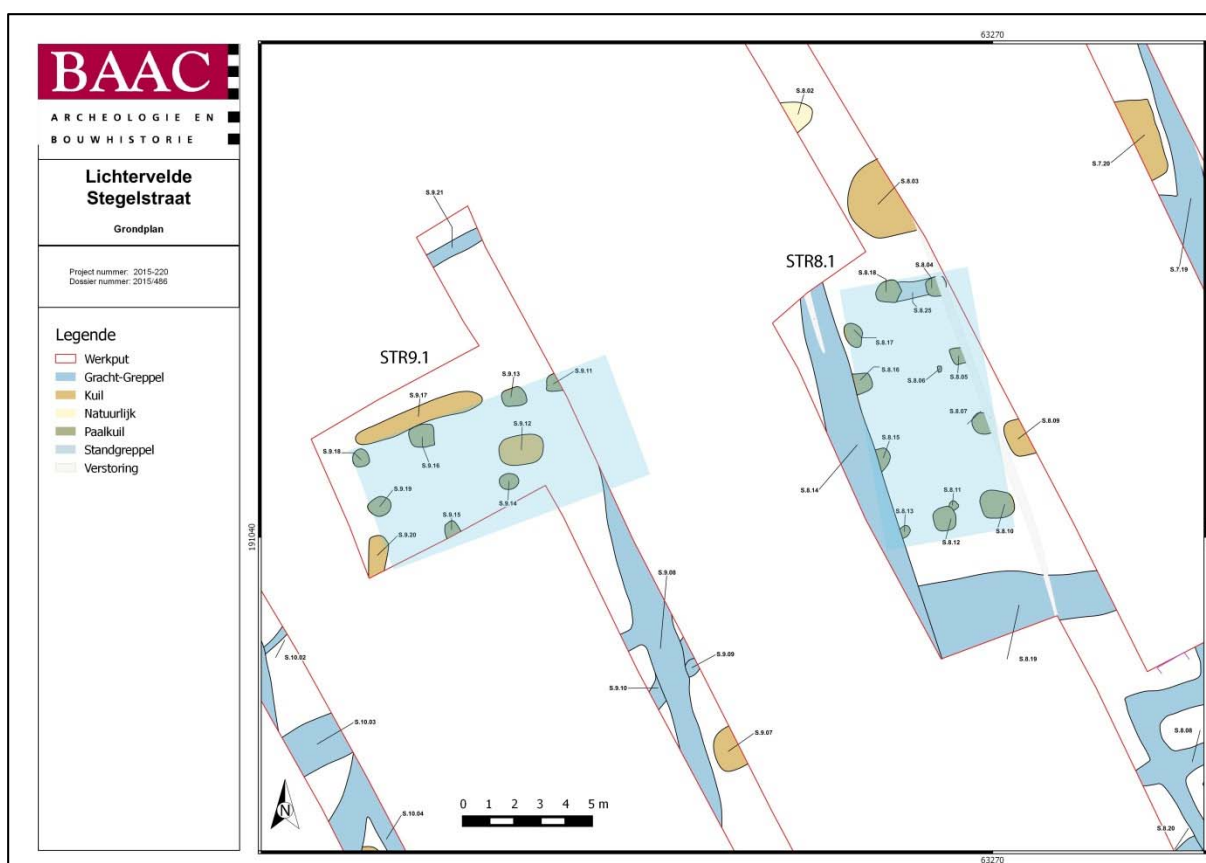 BAAC
ARCHEOLOGIE EN
BOUWHISTORIE
Lichtervelde
Stegelstraat
Grondplan
Project nummer: 2015-220
Dossier nummer: 2015/486
Legende
Werkput
Gracht-Greppel
Kuil
Natuurlijk
Paalkuil
Standgreppel
Verstoring
63270
S.8.02
S.7.20
S.8.03
S.9.21
STR8.1
S.8.18
S.8.04
S.7.19
S.8.25
S.8.17
STR9.1
S.9.13
S.9.11
S.8.16
S.8.06
S.8.05
S.9.17
S.9.12
S.8.07
S.8.09
S.9.18
S.9.16
S.8.15
S.9.19
S.9.14
S.8.14
S.8.11
S.9.15
S.8.13
S.8.12
S.8.10
S.9.20
191040
S.9.08
S.10.02
S.9.09
S.8.19
S.9.10
S.10.03
S.9.07
S.8.08
N
0 1 2 3 4 5 m
S.10.04
S.8.20
63270